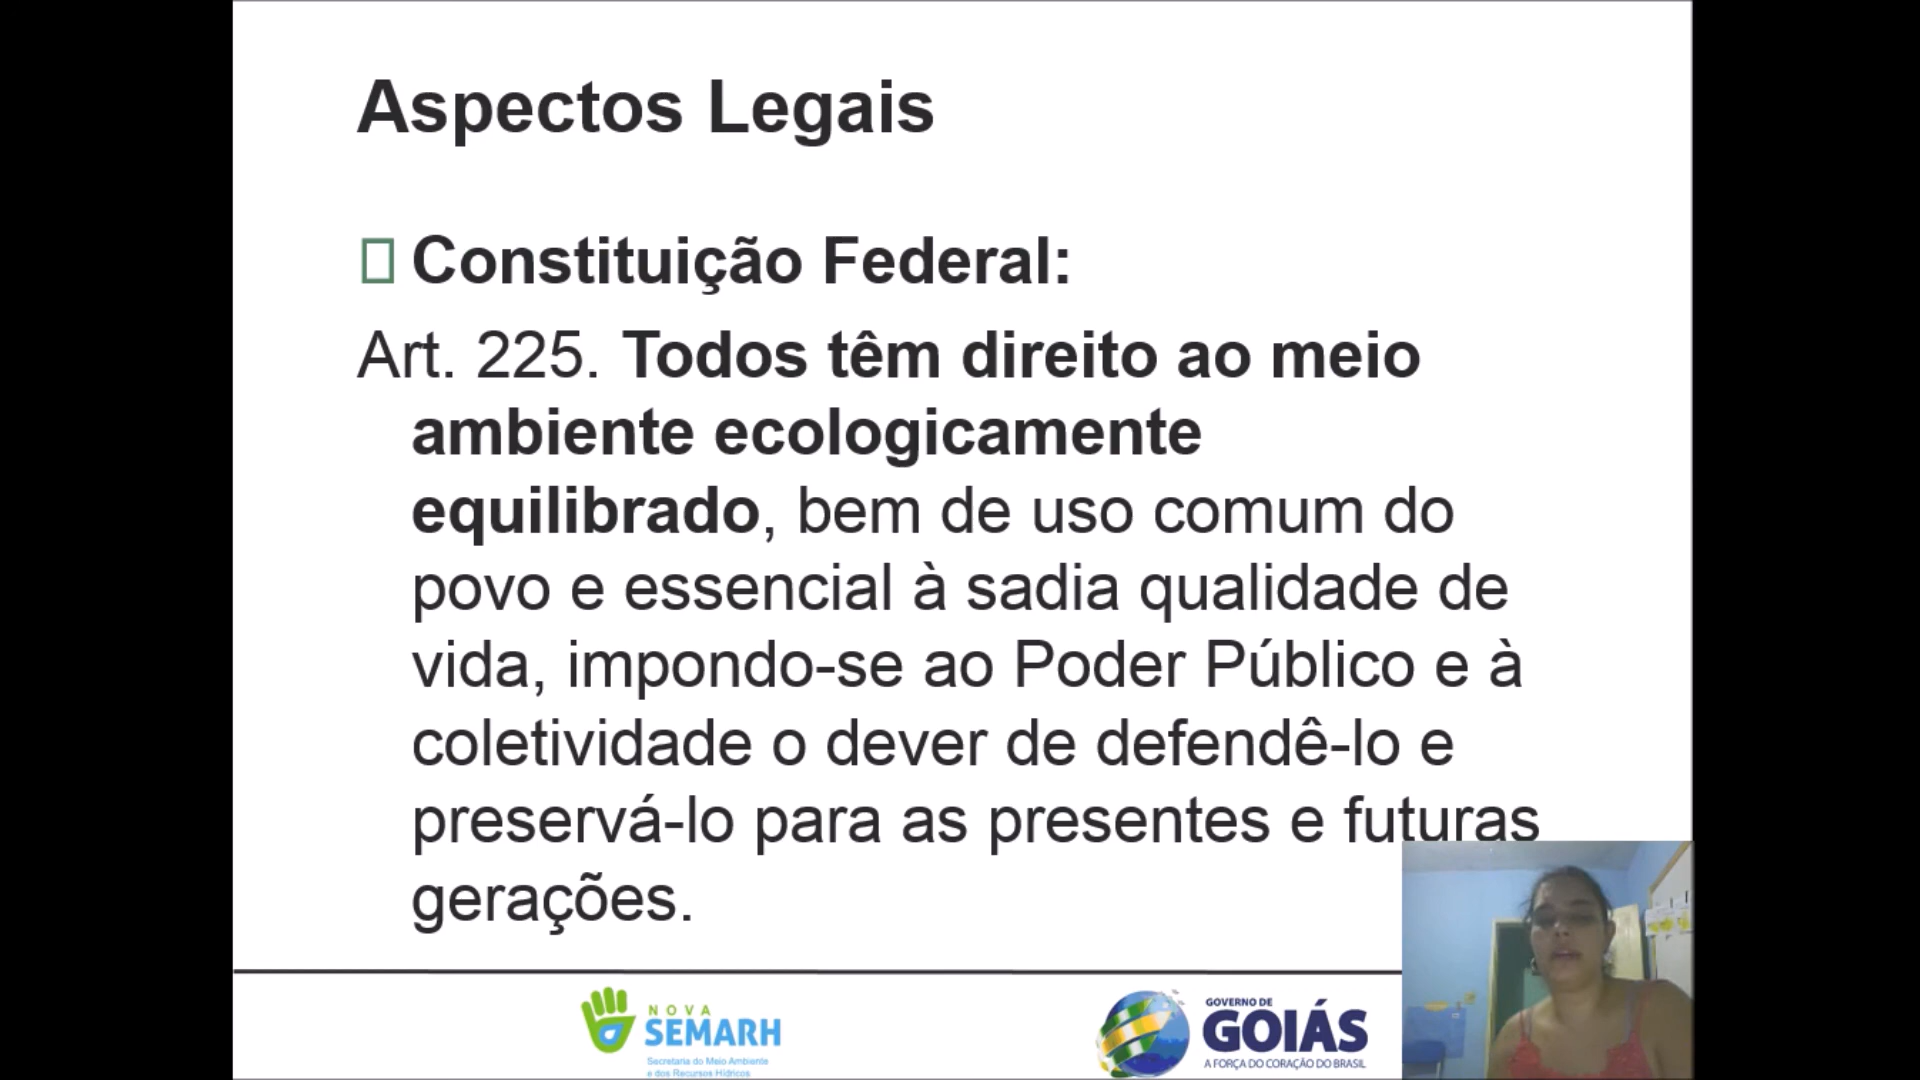 Aspectos Legais
Constituição Federal:
Art. 225. Todos têm direito ao meio
ambiente ecologicamente
equilibrado, bem de uso comum do
povo e essencial à sadia qualidade de
vida, impondo-se ao Poder Público e à
coletividade o dever de defendê-lo e
preservá-lo para as presentes e futuras
gerações.
NOVA
SEMARH
Secretaria do Meio Ambiente
e dos Recursos Hídricos
GOVERNO DE
GOIÁS
A FORÇA DO CORAÇÃO DO BRASIL